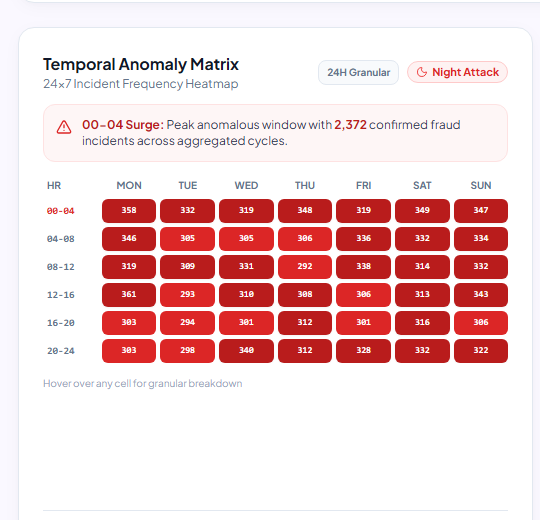 Temporal Anomaly Matrix
24×7 Incident Frequency Heatmap
24H Granular
Night Attack
00–04 Surge: Peak anomalous window with 2,372 confirmed fraud
incidents across aggregated cycles.
HR MON TUE WED THU FRI SAT SUN
00-04 358 332 319 348 319 349 347
04-08 346 305 305 306 336 332 334
08-12 319 309 331 292 338 314 332
12-16 361 293 310 308 306 313 343
16-20 303 294 301 312 301 316 306
20-24 303 298 340 312 328 332 322
Hover over any cell for granular breakdown